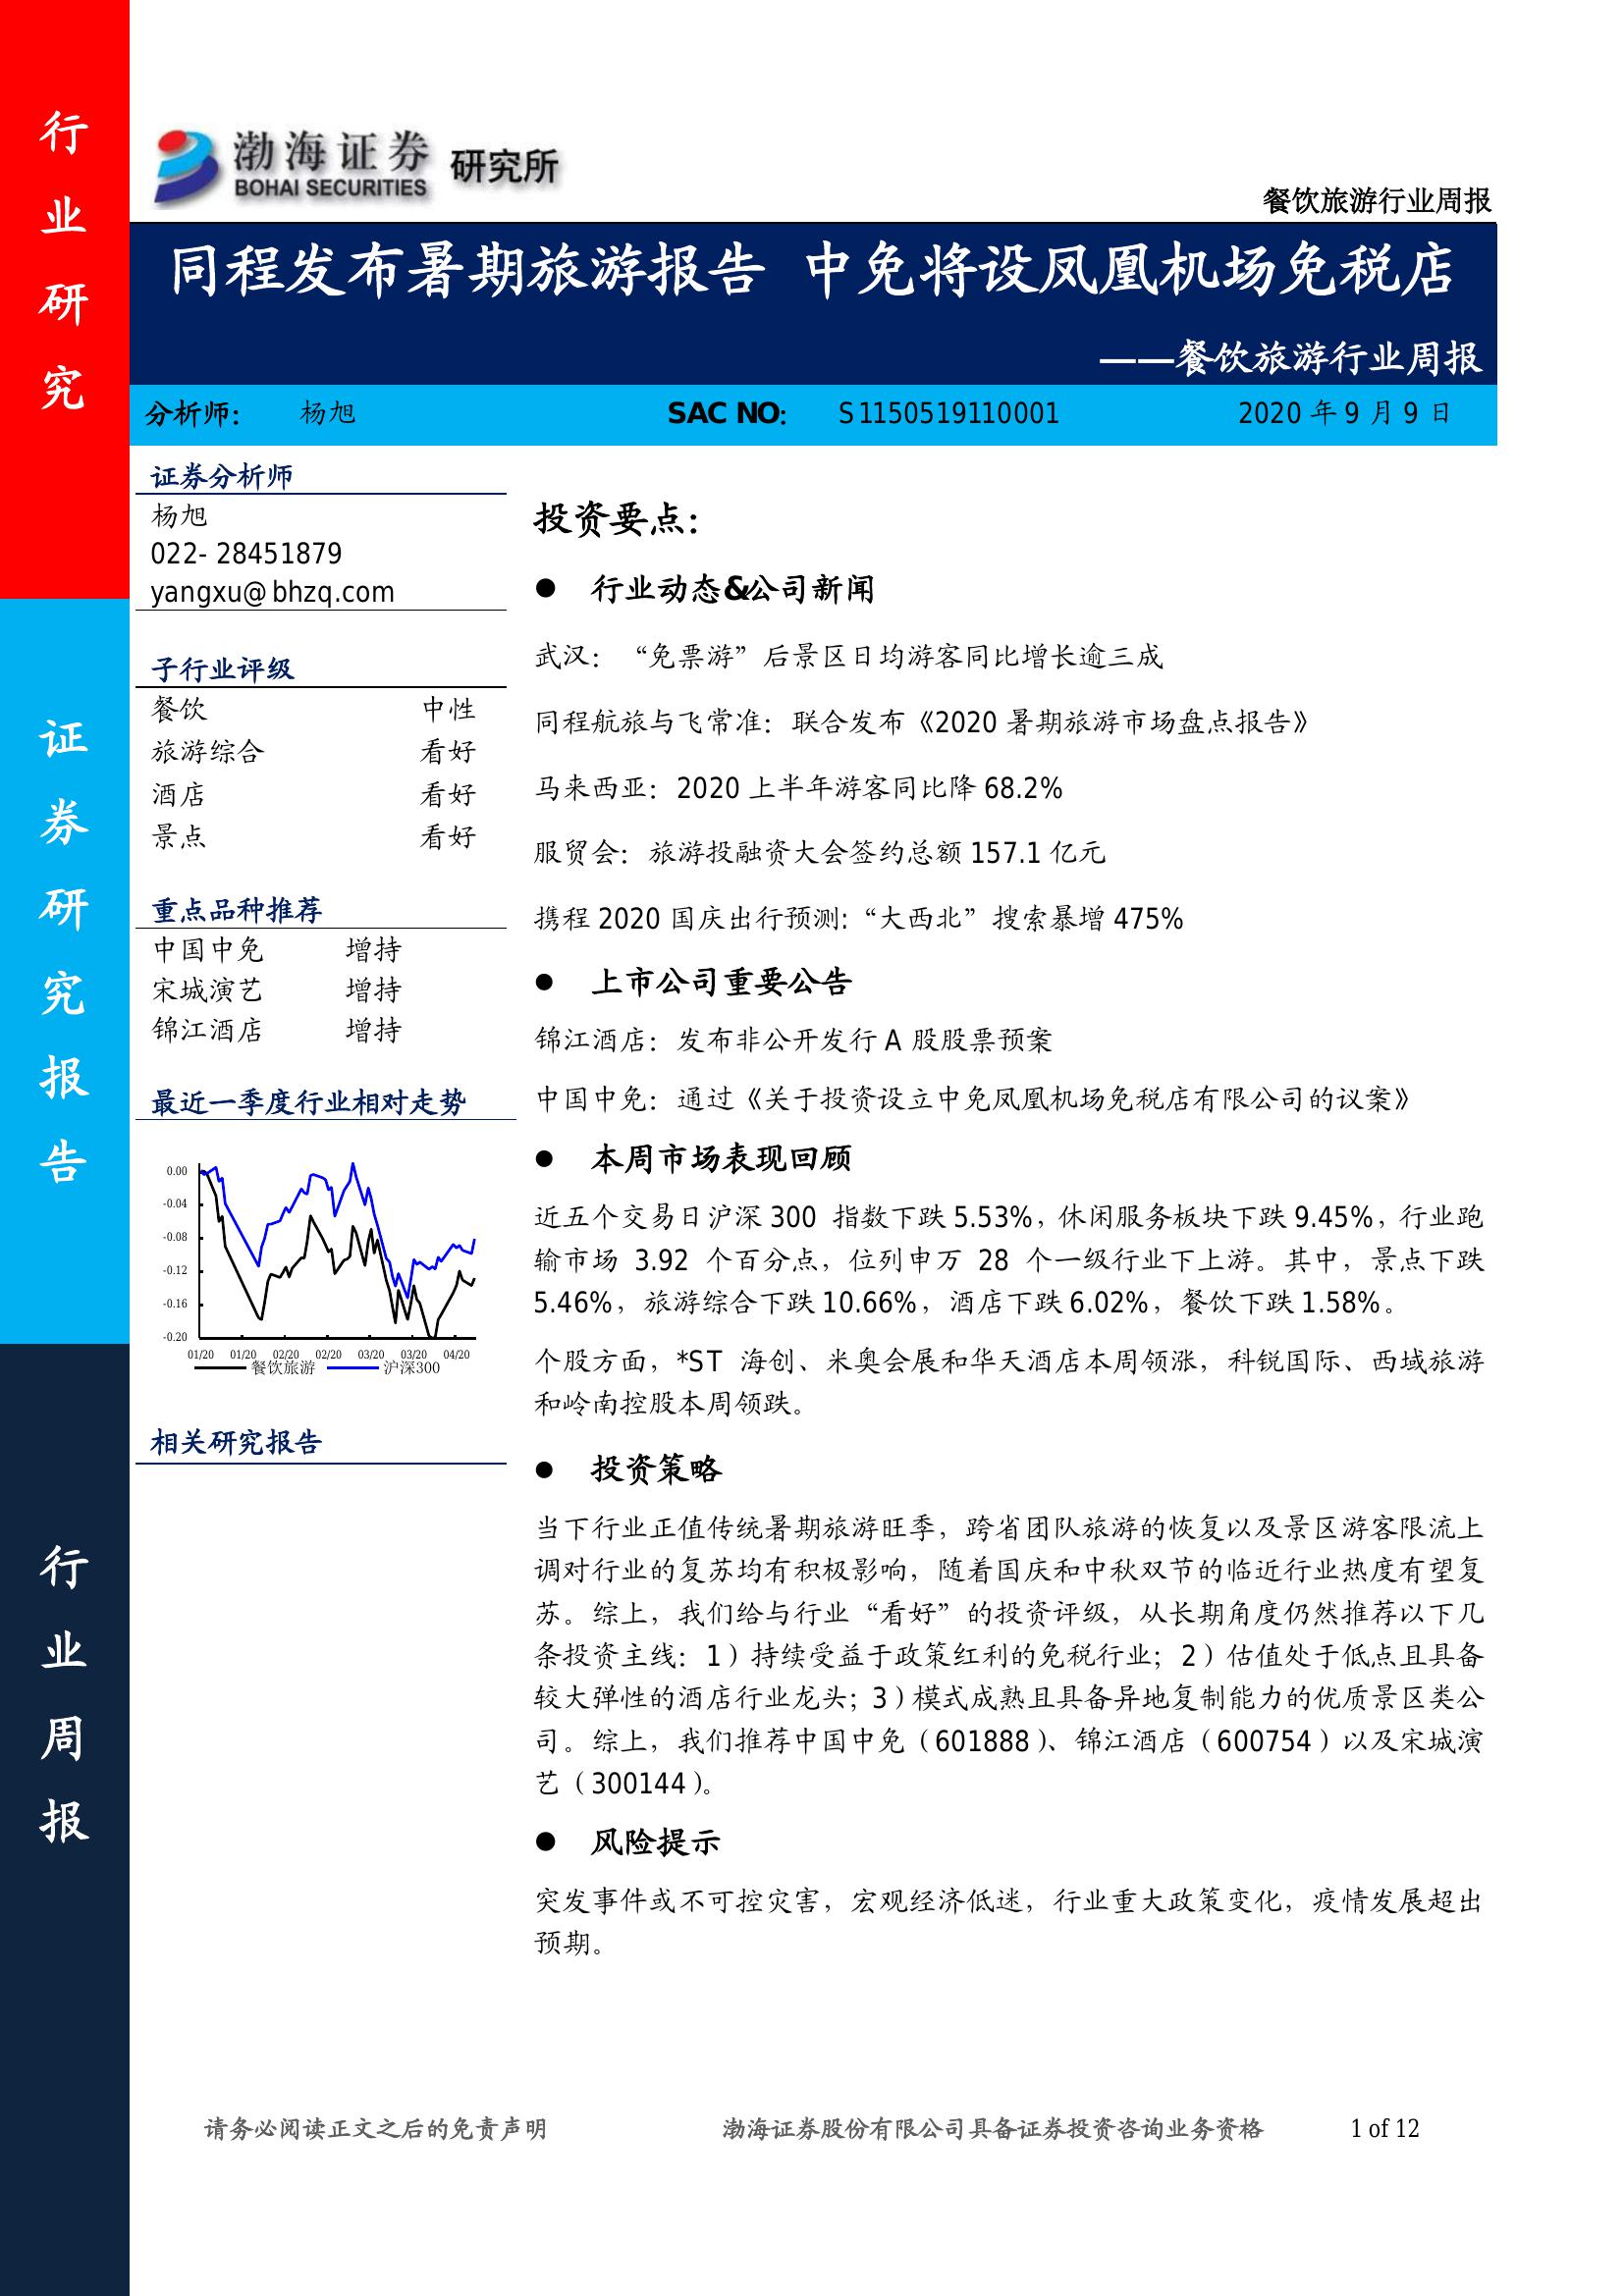 行业研究
证券研究报告
行业周报
渤海证券 研究所
BOHAI SECURITIES
餐饮旅游行业周报
同程发布暑期旅游报告 中免将设凤凰机场免税店
——餐饮旅游行业周报
分析师： 杨旭 SAC NO： S1150519110001 2020 年 9 月 9 日
证券分析师
杨旭
022-28451879
yangxu@bhzq.com
子行业评级
餐饮 中性
旅游综合 看好
酒店 看好
景点 看好
重点品种推荐
中国中免 增持
宋城演艺 增持
锦江酒店 增持
最近一季度行业相对走势
0.00
-0.04
-0.08
-0.12
-0.16
-0.20
01/20 01/20 02/20 02/20 03/20 03/20 04/20
餐饮旅游 沪深300
相关研究报告
投资要点：
● 行业动态&公司新闻
武汉：“免票游”后景区日均游客同比增长逾三成
同程航旅与飞常准：联合发布《2020 暑期旅游市场盘点报告》
马来西亚：2020 上半年游客同比降 68.2%
服贸会：旅游投融资大会签约总额 157.1 亿元
携程 2020 国庆出行预测:“大西北”搜索暴增 475%
● 上市公司重要公告
锦江酒店：发布非公开发行 A 股股票预案
中国中免：通过《关于投资设立中免凤凰机场免税店有限公司的议案》
● 本周市场表现回顾
近五个交易日沪深 300 指数下跌 5.53%，休闲服务板块下跌 9.45%，行业跑
输市场 3.92 个百分点，位列申万 28 个一级行业下上游。其中，景点下跌
5.46%，旅游综合下跌 10.66%，酒店下跌 6.02%，餐饮下跌 1.58%。
个股方面，*ST 海创、米奥会展和华天酒店本周领涨，科锐国际、西域旅游
和岭南控股本周领跌。
● 投资策略
当下行业正值传统暑期旅游旺季，跨省团队旅游的恢复以及景区游客限流上
调对行业的复苏均有积极影响，随着国庆和中秋双节的临近行业热度有望复
苏。综上，我们给与行业“看好”的投资评级，从长期角度仍然推荐以下几
条投资主线：1）持续受益于政策红利的免税行业；2）估值处于低点且具备
较大弹性的酒店行业龙头；3）模式成熟且具备异地复制能力的优质景区类公
司。综上，我们推荐中国中免（601888）、锦江酒店（600754）以及宋城演
艺（300144）。
● 风险提示
突发事件或不可控灾害，宏观经济低迷，行业重大政策变化，疫情发展超出
预期。
请务必阅读正文之后的免责声明 渤海证券股份有限公司具备证券投资咨询业务资格 1 of 12